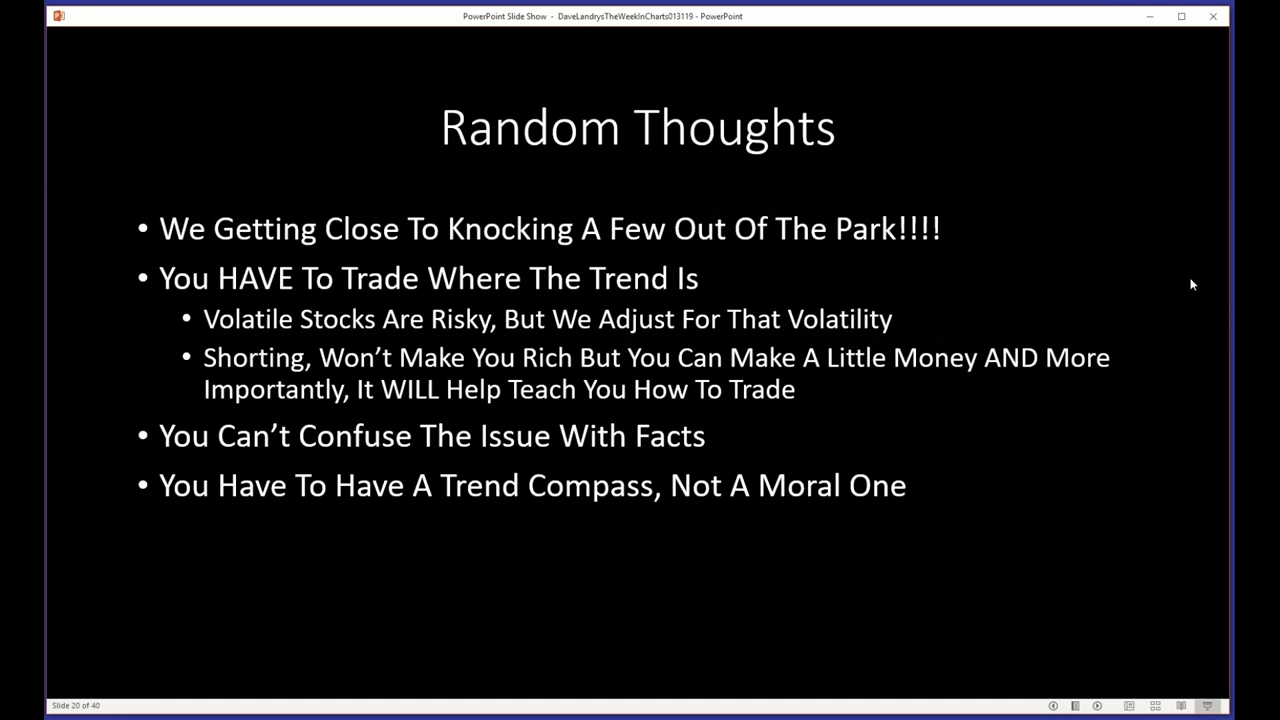 PowerPoint Slide Show - DaveLandrysTheWeekInCharts013119 - PowerPoint
Random Thoughts
• We Getting Close To Knocking A Few Out Of The Park!!!!
• You HAVE To Trade Where The Trend Is
• Volatile Stocks Are Risky, But We Adjust For That Volatility
• Shorting, Won’t Make You Rich But You Can Make A Little Money AND More
Importantly, It WILL Help Teach You How To Trade
• You Can’t Confuse The Issue With Facts
• You Have To Have A Trend Compass, Not A Moral One
Slide 20 of 40